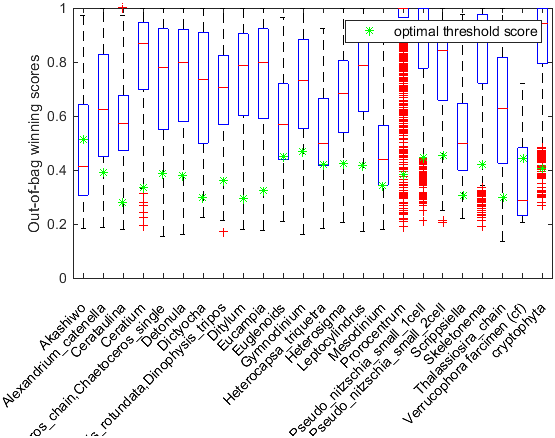 Out-of-bag winning scores
1
0.8
0.6
0.4
0.2
0
optimal threshold score
Akashiwo
Alexandrium_catenella
Cerataulina
Ceratium
ros_chain,Chaetoceros_single
Detonula
Dictyocha
is_rotundata,Dinophysis_tripos
Ditylum
Eucampia
Euglenoids
Gymnodinium
Heterocapsa_triquetra
Heterosigma
Leptocylindrus
Mesodinium
Prorocentrum
Pseudo_nitzschia_small_1cell
Pseudo_nitzschia_small_2cell
Scrippsiella
Skeletonema
Thalassiosira_chain
Verrucophora farcimen (cf)
cryptophyta